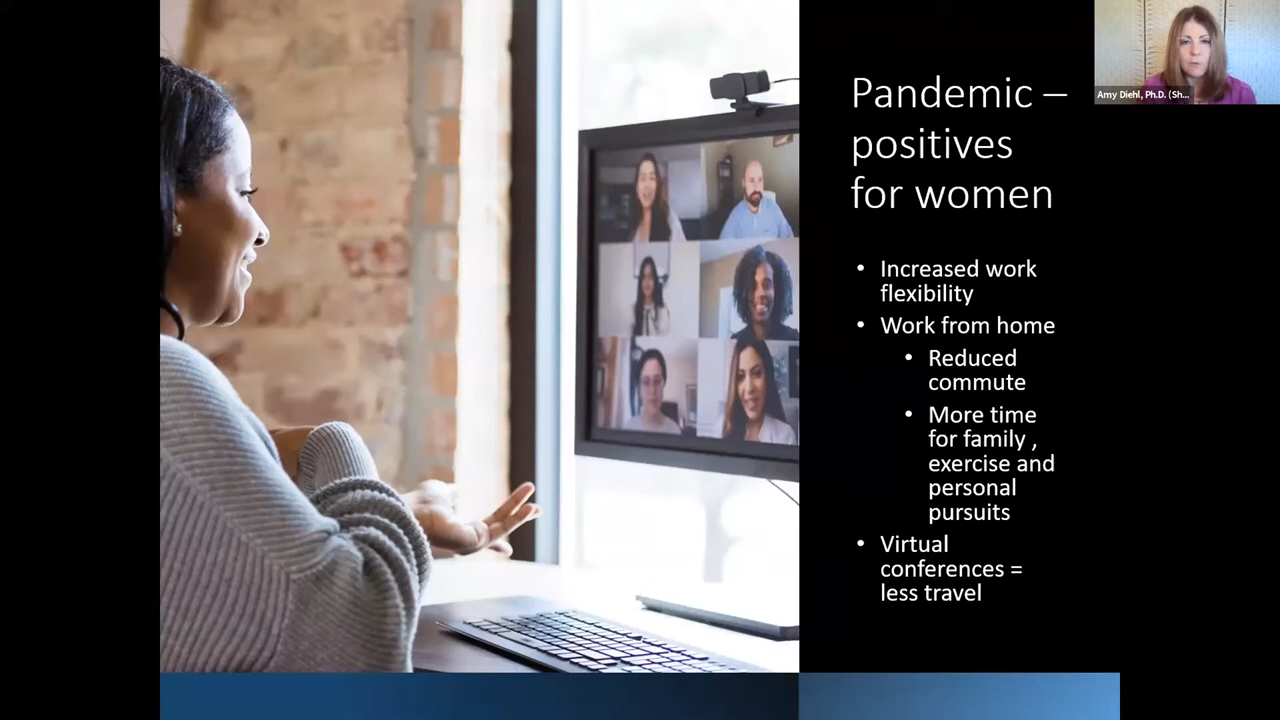 Pandemic –
positives
for women
Amy Diehl, Ph.D. (Sh...
• Increased work
flexibility
• Work from home
• Reduced
commute
• More time
for family ,
exercise and
personal
pursuits
• Virtual
conferences =
less travel